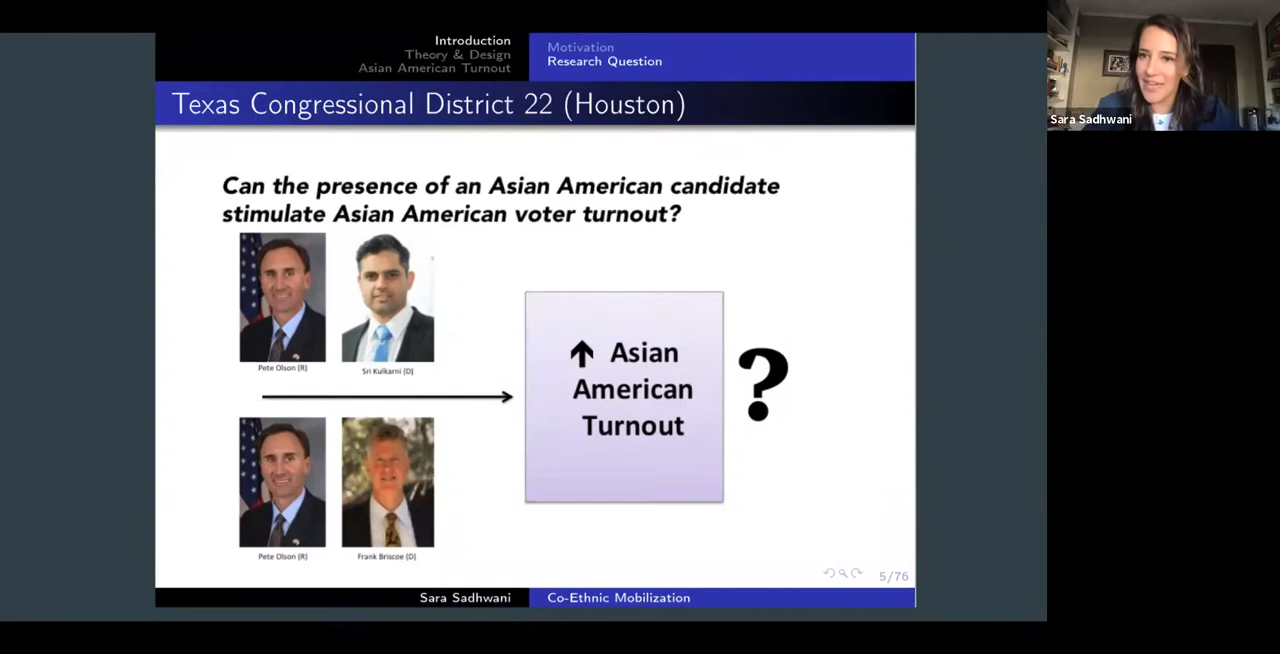 Introduction
Theory & Design
Asian American Turnout
Motivation
Research Question
Texas Congressional District 22 (Houston)
Can the presence of an Asian American candidate
stimulate Asian American voter turnout?
Pete Olson (R)
Sri Kulkarni (D)
↑ Asian
American
Turnout
?
Pete Olson (R)
Frank Briscoe (D)
5/76
Sara Sadhwani
Co-Ethnic Mobilization
Sara Sadhwani